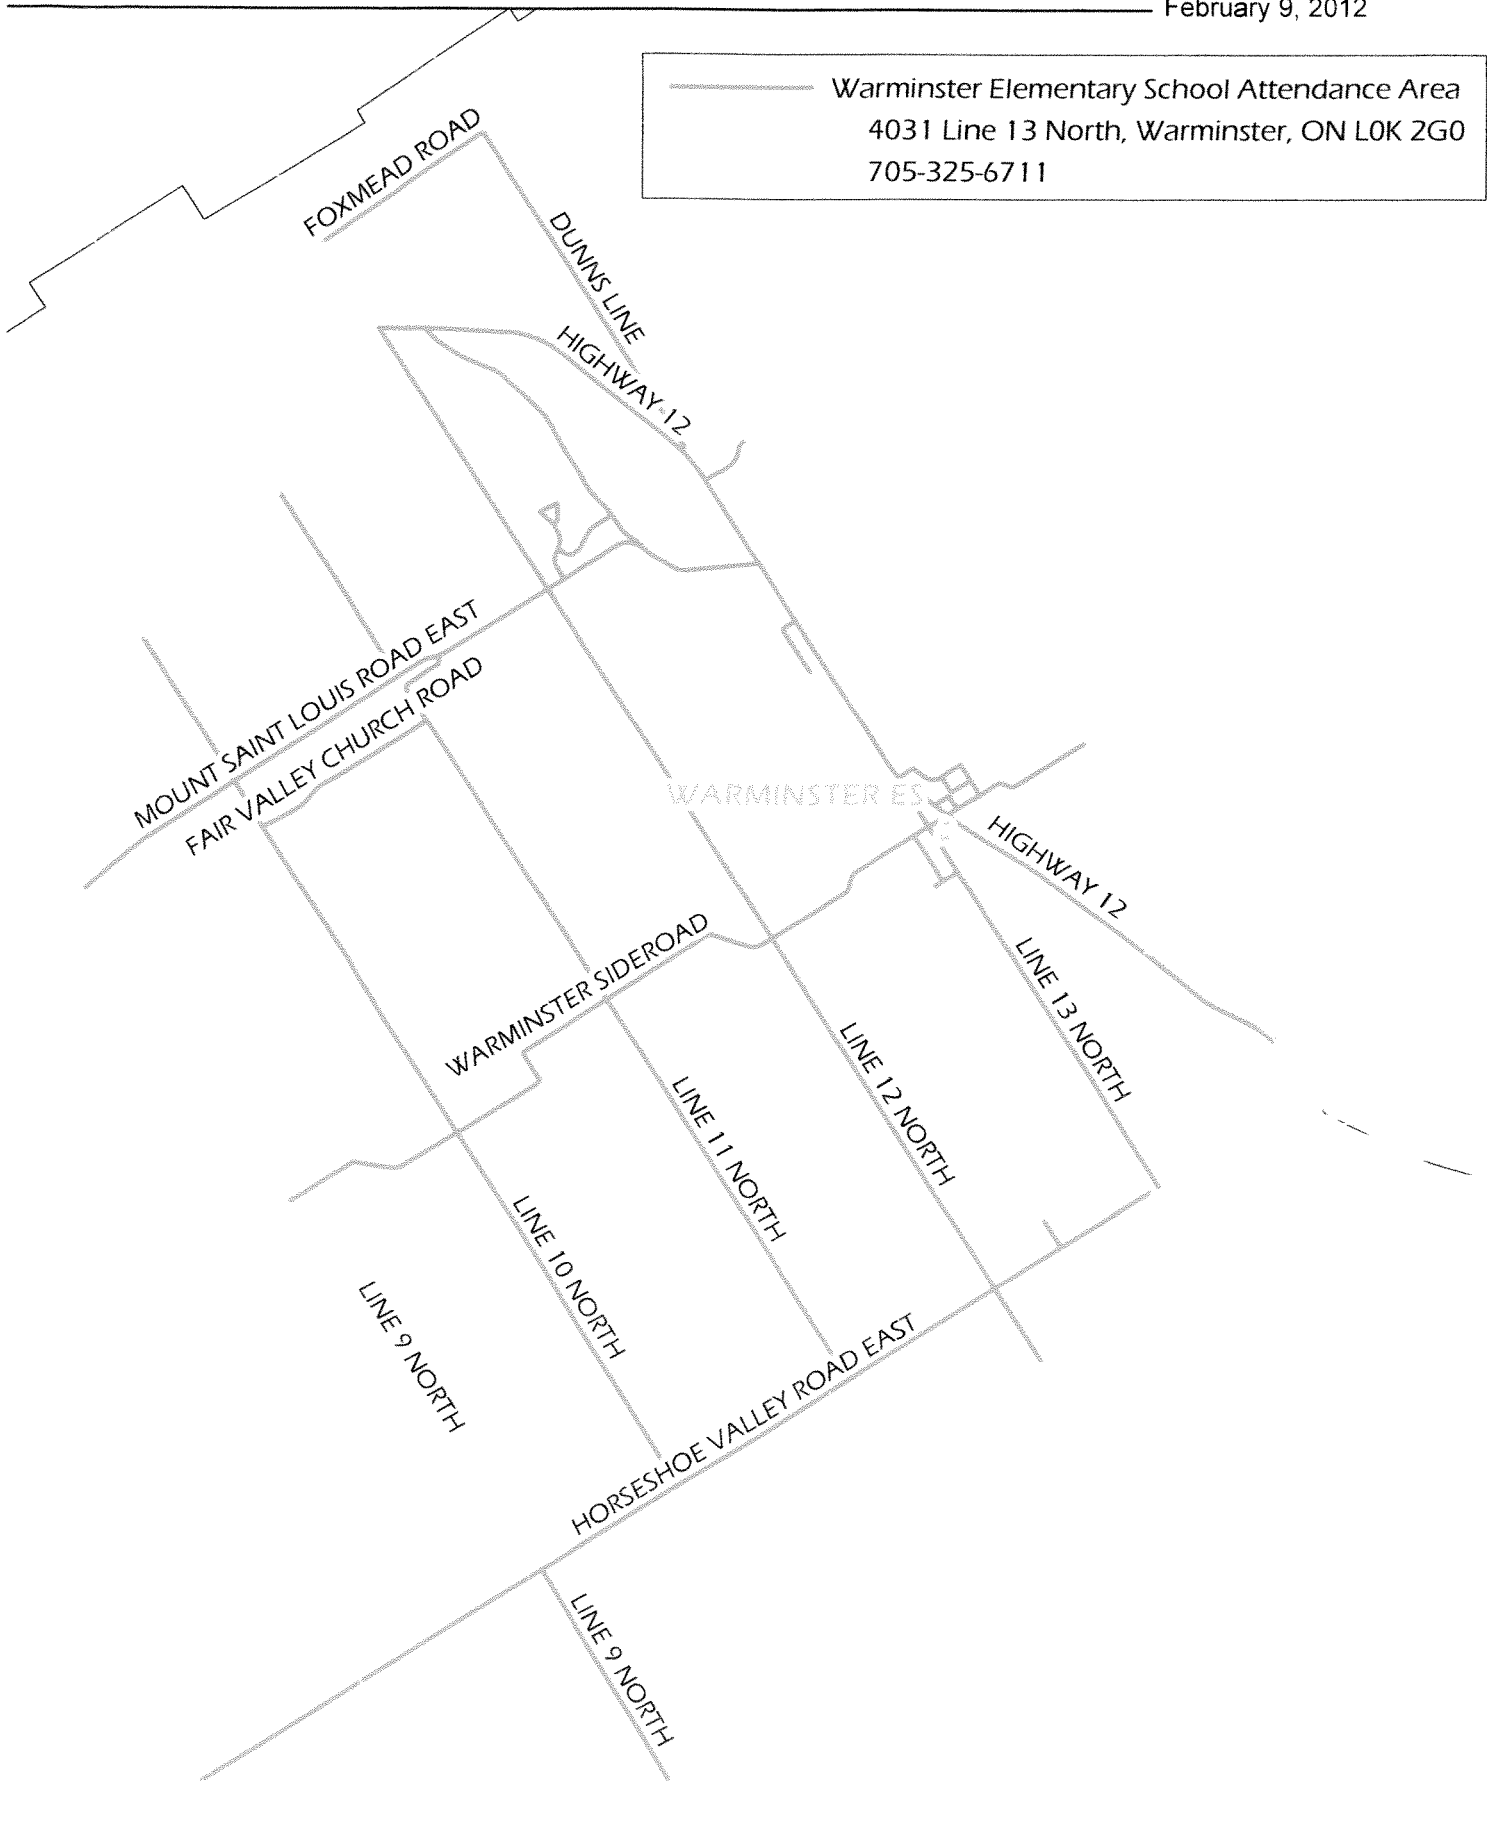 February 9, 2012
Warminster Elementary School Attendance Area
4031 Line 13 North, Warminster, ON L0K 2G0
705-325-6711
FOXMEAD ROAD
DUNNS LINE
HIGHWAY 12
MOUNT SAINT LOUIS ROAD EAST
FAIR VALLEY CHURCH ROAD
WARMINSTER ES
HIGHWAY 12
WARMINSTER SIDEROAD
LINE 13 NORTH
LINE 12 NORTH
LINE 11 NORTH
LINE 10 NORTH
LINE 9 NORTH
HORSESHOE VALLEY ROAD EAST
LINE 9 NORTH